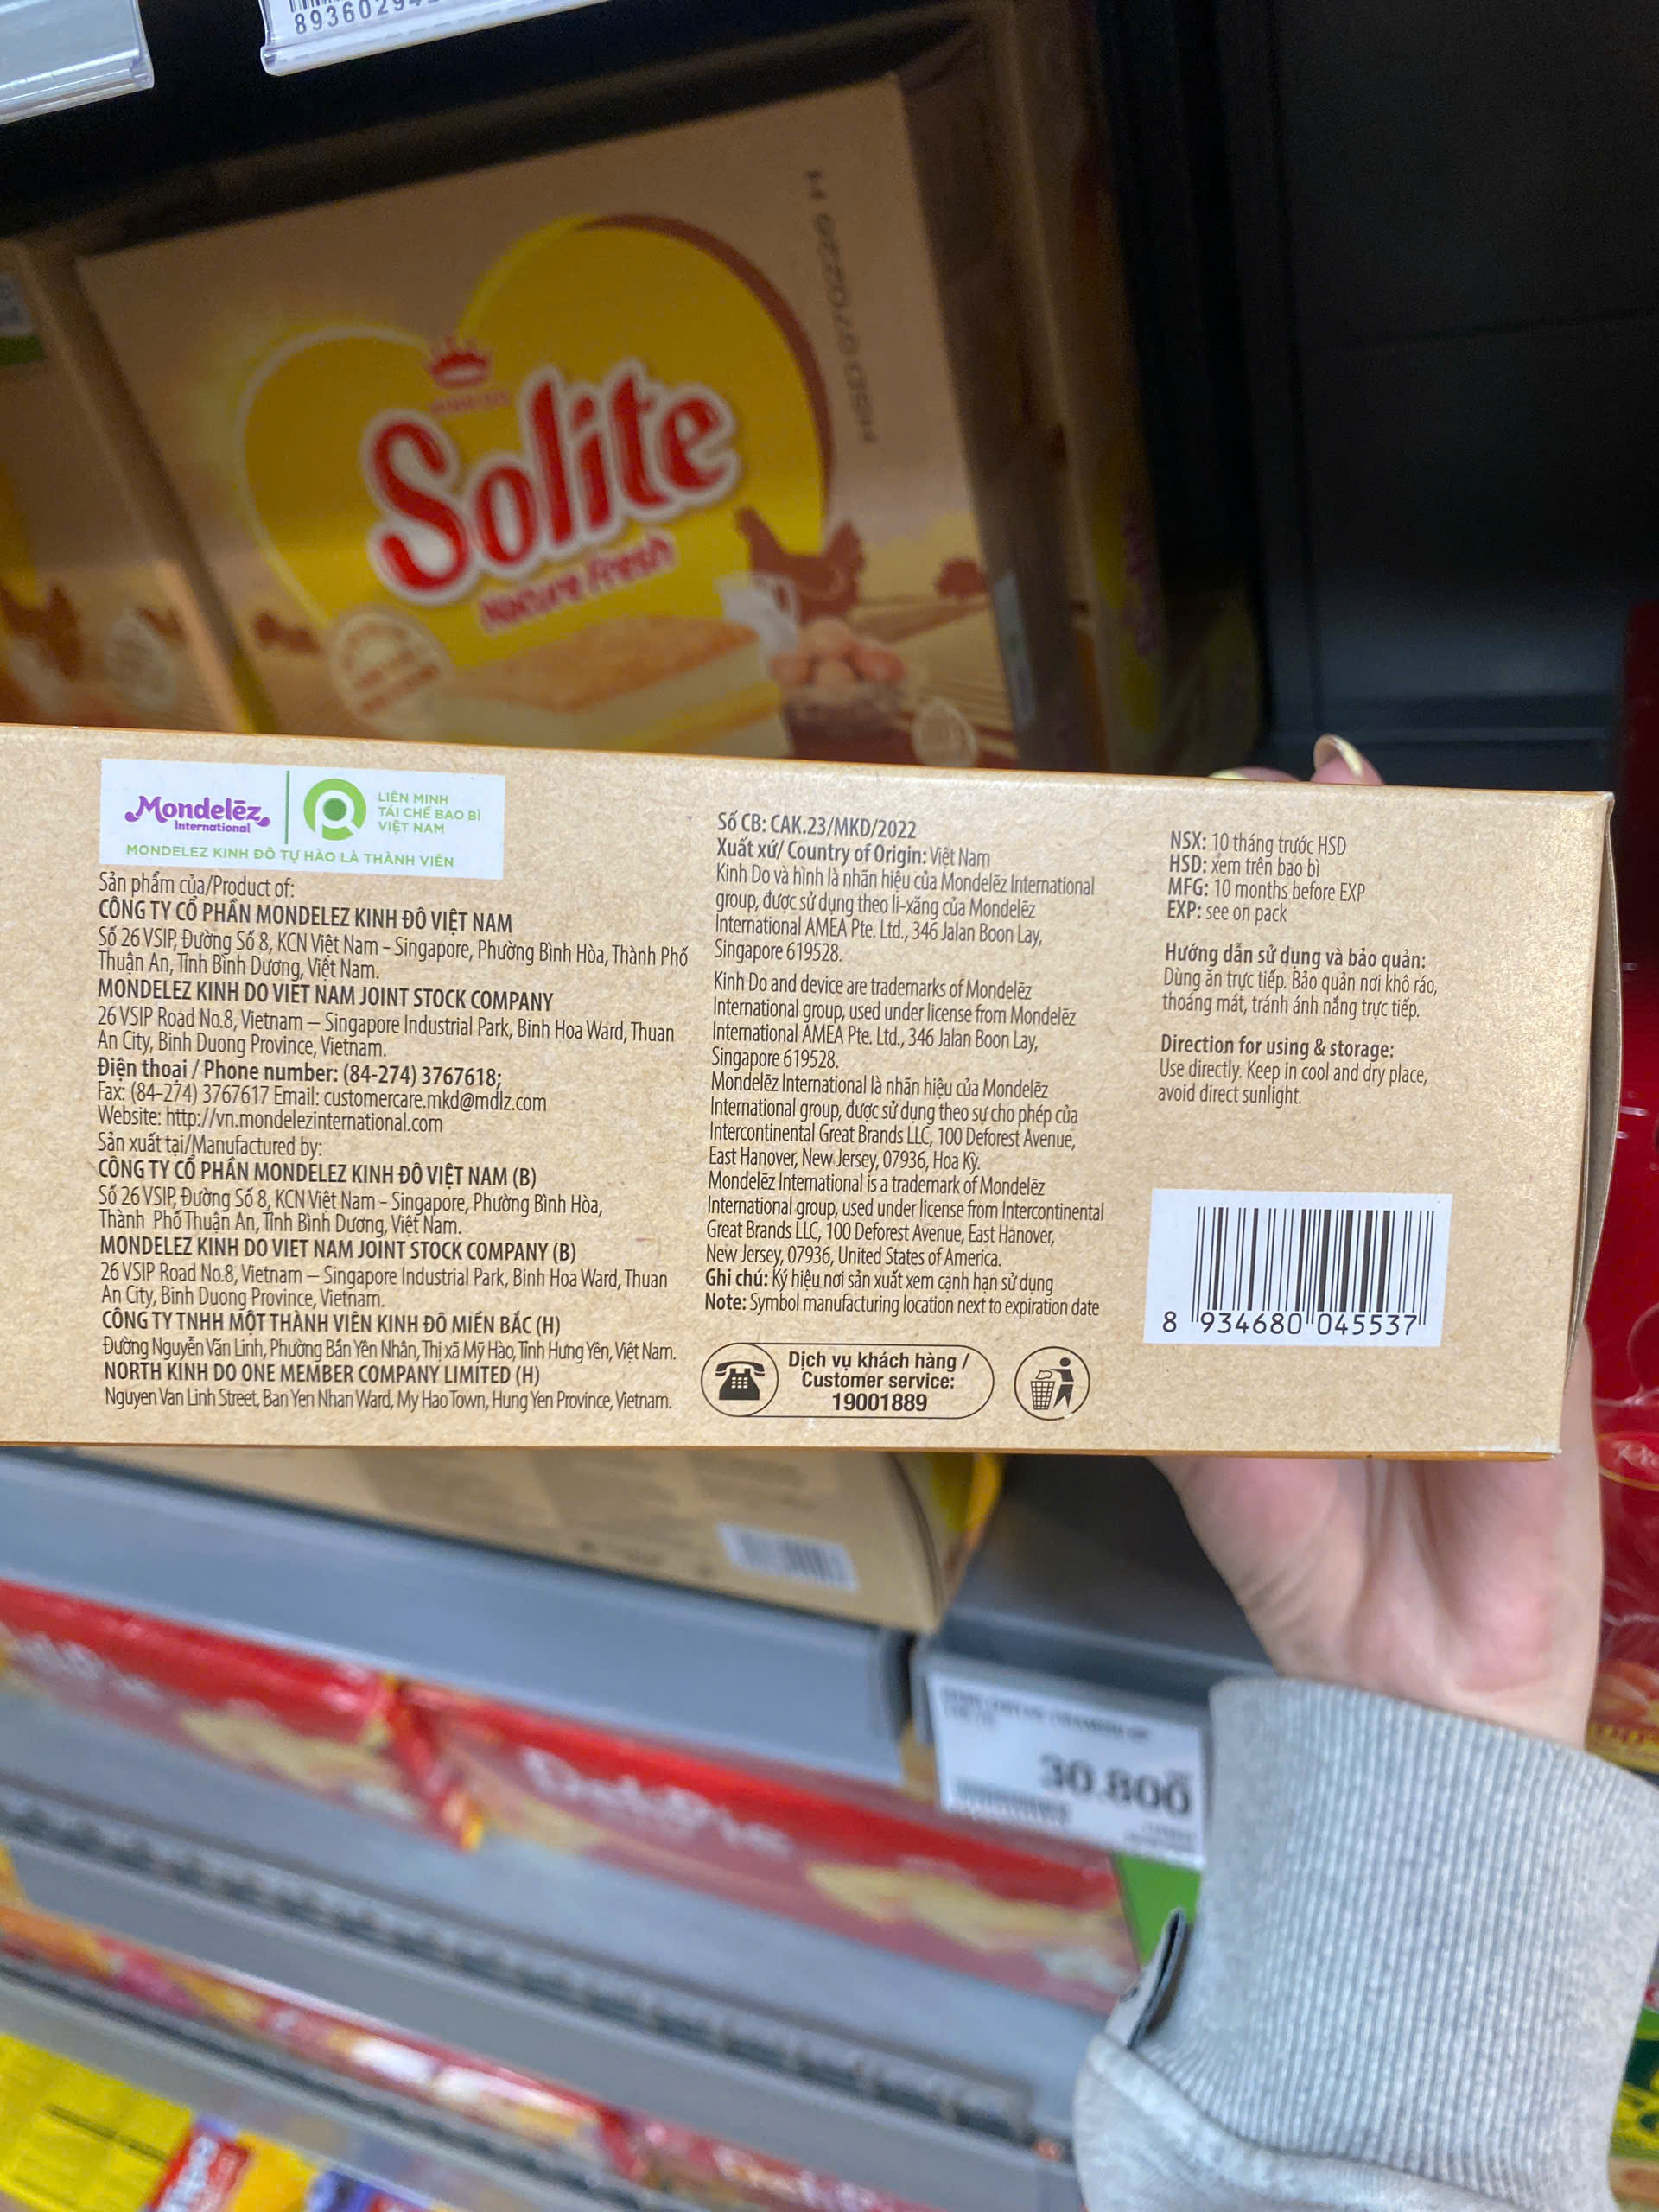 893602
Solite
Nature Fresh
Mondelēz
International
LIÊN MINH
TÁI CHẾ BAO BÌ
VIỆT NAM
MONDELEZ KINH ĐÔ TỰ HÀO LÀ THÀNH VIÊN
Sản phẩm của/Product of:
CÔNG TY CỔ PHẦN MONDELEZ KINH ĐÔ VIỆT NAM
Số 26 VSIP, Đường Số 8, KCN Việt Nam – Singapore, Phường Bình Hòa, Thành Phố
Thuận An, Tỉnh Bình Dương, Việt Nam.
MONDELEZ KINH DO VIET NAM JOINT STOCK COMPANY
26 VSIP Road No.8, Vietnam – Singapore Industrial Park, Binh Hoa Ward, Thuan
An City, Binh Duong Province, Vietnam.
Điện thoại / Phone number: (84-274) 3767618;
Fax: (84-274) 3767617 Email: customercare.mkd@mdlz.com
Website: http://vn.mondelezinternational.com
Sản xuất tại/Manufactured by:
CÔNG TY CỔ PHẦN MONDELEZ KINH ĐÔ VIỆT NAM (B)
Số 26 VSIP, Đường Số 8, KCN Việt Nam – Singapore, Phường Bình Hòa,
Thành Phố Thuận An, Tỉnh Bình Dương, Việt Nam.
MONDELEZ KINH DO VIET NAM JOINT STOCK COMPANY (B)
26 VSIP Road No.8, Vietnam – Singapore Industrial Park, Binh Hoa Ward, Thuan
An City, Binh Duong Province, Vietnam.
CÔNG TY TNHH MỘT THÀNH VIÊN KINH ĐÔ MIỀN BẮC (H)
Đường Nguyễn Văn Linh, Phường Bần Yên Nhân, Thị xã Mỹ Hào, Tỉnh Hưng Yên, Việt Nam.
NORTH KINH DO ONE MEMBER COMPANY LIMITED (H)
Nguyen Van Linh Street, Ban Yen Nhan Ward, My Hao Town, Hung Yen Province, Vietnam.
Số CB: CAK.23/MKD/2022
Xuất xứ/ Country of Origin: Việt Nam
Kinh Do và hình là nhãn hiệu của Mondelēz International
group, được sử dụng theo li-xăng của Mondelēz
International AMEA Pte. Ltd., 346 Jalan Boon Lay,
Singapore 619528.
Kinh Do and device are trademarks of Mondelēz
International group, used under license from Mondelēz
International AMEA Pte. Ltd., 346 Jalan Boon Lay,
Singapore 619528.
Mondelēz International là nhãn hiệu của Mondelēz
International group, được sử dụng theo sự cho phép của
Intercontinental Great Brands LLC, 100 Deforest Avenue,
East Hanover, New Jersey, 07936, Hoa Kỳ.
Mondelēz International is a trademark of Mondelēz
International group, used under license from Intercontinental
Great Brands LLC, 100 Deforest Avenue, East Hanover,
New Jersey, 07936, United States of America.
Ghi chú: Ký hiệu nơi sản xuất xem cạnh hạn sử dụng
Note: Symbol manufacturing location next to expiration date
Dịch vụ khách hàng /
Customer service:
19001889
NSX: 10 tháng trước HSD
HSD: xem trên bao bì
MFG: 10 months before EXP
EXP: see on pack
Hướng dẫn sử dụng và bảo quản:
Dùng ăn trực tiếp. Bảo quản nơi khô ráo,
thoáng mát, tránh ánh nắng trực tiếp.
Direction for using & storage:
Use directly. Keep in cool and dry place,
avoid direct sunlight.
8 934680 045537
30.800